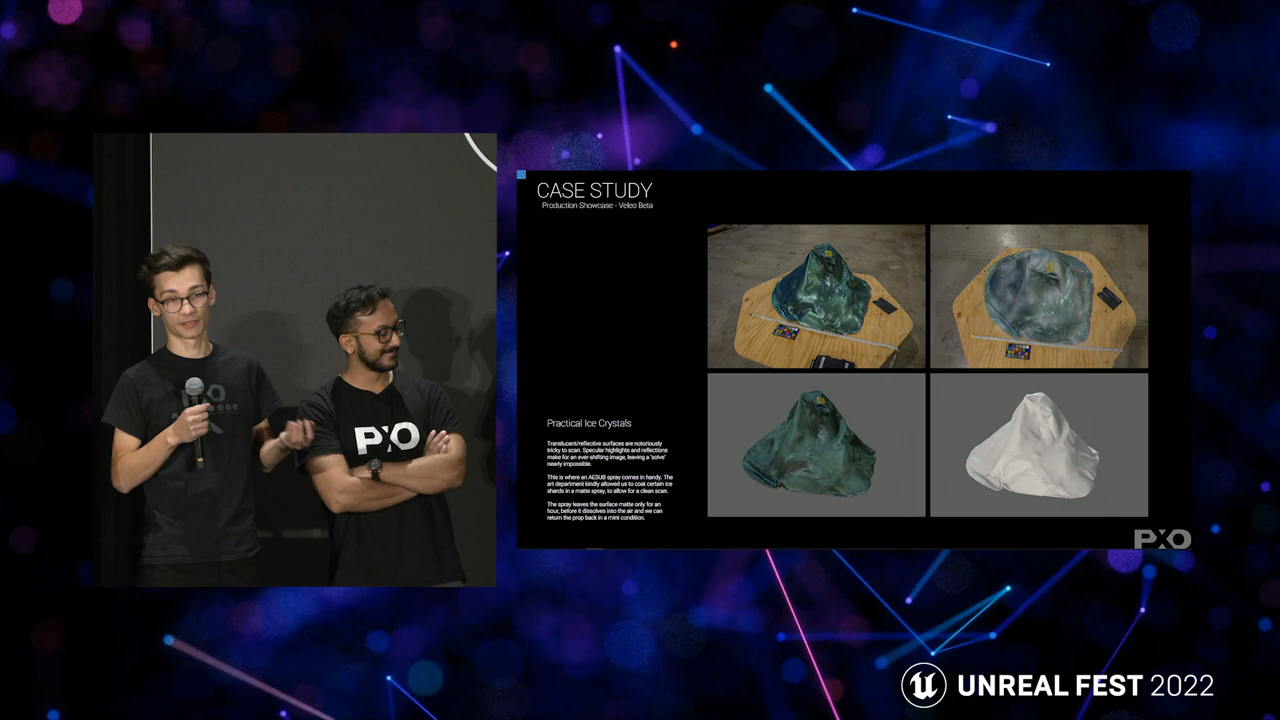 CASE STUDY
Production Showcase - Veleo Beta
Practical Ice Crystals
Translucent/reflective surfaces are notoriously
tricky to scan. Specular highlights and reflections
make for an ever-shifting image, leaving a 'solve'
nearly impossible.
This is where an AESUB spray comes in handy. The
art department kindly allowed us to coat certain ice
shards in a matte spray, to allow for a clean scan.
The spray leaves the surface matte only for an
hour, before it dissolves into the air and we can
return the prop back in a mint condition.
PXO
PXO
PXO
UNREAL FEST 2022